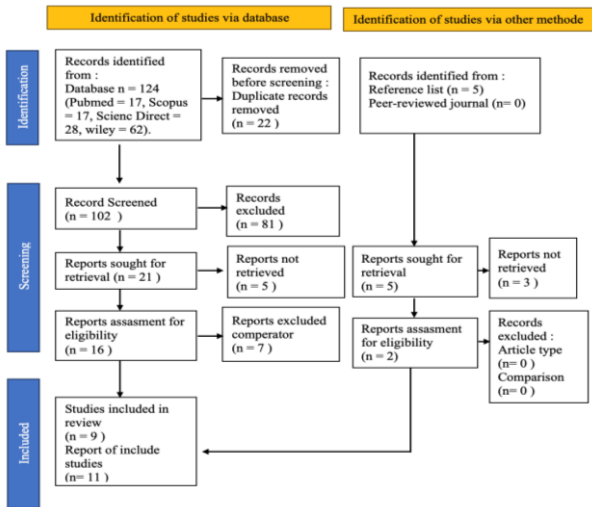 Identification of studies via database
Identification of studies via other methode
Identification
Records identified
from :
Database n = 124
(Pubmed = 17, Scopus
= 17, Scienc Direct =
28, wiley = 62).
Records removed
before screening :
Duplicate records
removed
(n = 22 )
Records identified from :
Reference list (n = 5)
Peer-reviewed journal (n= 0)
Screening
Record Screened
(n = 102 )
Records
excluded
(n = 81 )
Reports sought for
retrieval (n = 21 )
Reports not
retrieved
(n = 5 )
Reports sought for
retrieval)
(n = 5)
Reports not
retrieved
(n = 3 )
Reports assasment for
eligibility
(n = 16 )
Reports excluded
comperator
(n = 7 )
Reports assasment for
eligibility
(n = 2)
Records
excluded :
Article type
(n= 0 )
Comparison
(n= 0 )
Included
Studies included in
review
(n = 9 )
Report of include
studies
(n= 11 )